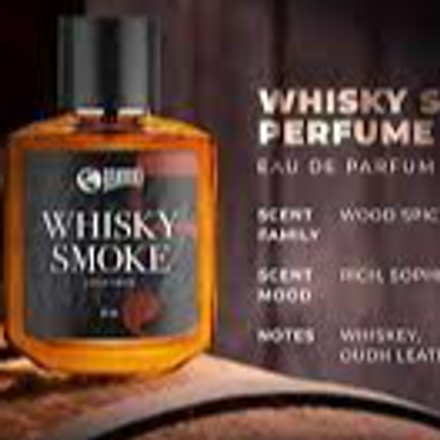 WHISKY
SMOKE
WHISKY S
PERFUME
EAU DE PARFUM
SCENT FAMILY
WOOD SPIC
SCENT MOOD
RICH, SOPH
NOTES
WHISKEY,
OUDH LEAT